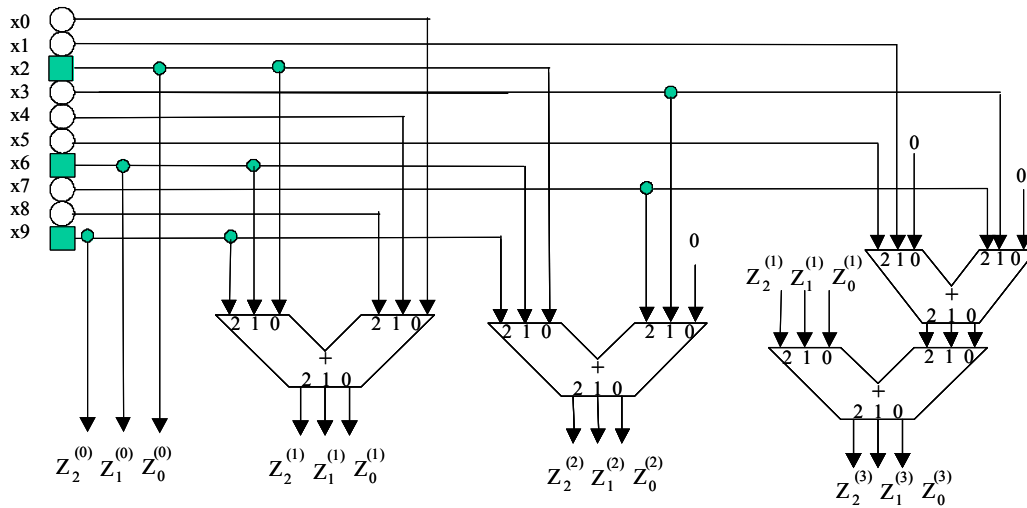 x0
x1
x2
x3
x4
x5
x6
x7
x8
x9
0
0
0
2 1 0
2 1 0
+
2 1 0
Z₂⁽¹⁾ Z₁⁽¹⁾ Z₀⁽¹⁾
2 1 0
2 1 0
+
2 1 0
2 1 0
2 1 0
+
2 1 0
2 1 0
2 1 0
+
2 1 0
Z₂⁽⁰⁾ Z₁⁽⁰⁾ Z₀⁽⁰⁾
Z₂⁽¹⁾ Z₁⁽¹⁾ Z₀⁽¹⁾
Z₂⁽²⁾ Z₁⁽²⁾ Z₀⁽²⁾
Z₂⁽³⁾ Z₁⁽³⁾ Z₀⁽³⁾